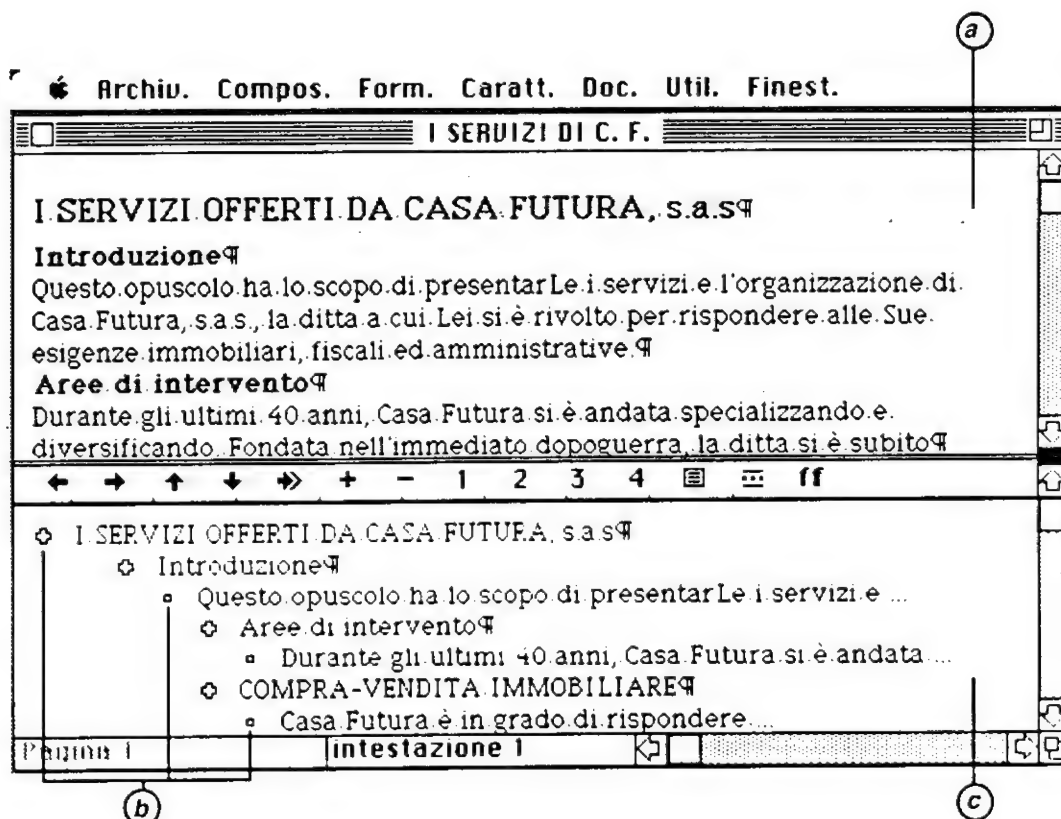 a
Archiv. Compos. Form. Caratt. Doc. Util. Finest.
I SERVIZI DI C. F.
I.SERVIZI.OFFERTI.DA.CASA.FUTURA,.s.a.s¶
Introduzione¶
Questo.opuscolo.ha.lo.scopo.di.presentarLe.i.servizi.e.l'organizzazione.di.
Casa.Futura,.s.a.s.,.la.ditta.a.cui.Lei.si.è.rivolto.per.rispondere.alle.Sue.
esigenze.immobiliari,.fiscali.ed.amministrative.¶
Aree.di.intervento¶
Durante.gli.ultimi.40.anni,.Casa.Futura.si.è.andata.specializzando.e.
diversificando.Fondata.nell'immediato.dopoguerra,.la.ditta.si.è.subito¶
+ - 1 2 3 4 ff
I.SERVIZI.OFFERTI.DA.CASA.FUTURA,.s.a.s¶
Introduzione¶
Questo.opuscolo.ha.lo.scopo.di.presentarLe.i.servizi.e ...
Aree.di.intervento¶
Durante.gli.ultimi.40.anni,.Casa.Futura.si.è.andata ...
COMPRA-VENDITA.IMMOBILIARE¶
Casa.Futura.è.in.grado.di.rispondere....
Pagina 1 intestazione 1
b c